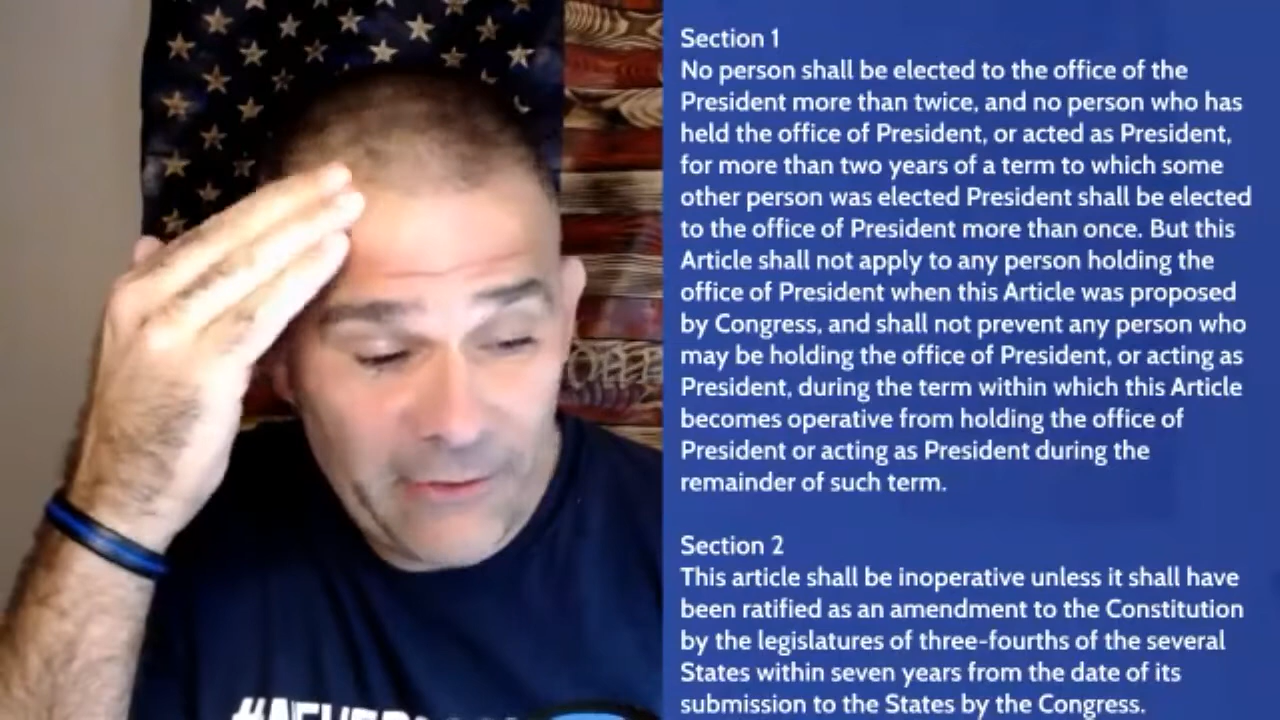 Section 1
No person shall be elected to the office of the
President more than twice, and no person who has
held the office of President, or acted as President,
for more than two years of a term to which some
other person was elected President shall be elected
to the office of President more than once. But this
Article shall not apply to any person holding the
office of President when this Article was proposed
by Congress, and shall not prevent any person who
may be holding the office of President, or acting as
President, during the term within which this Article
becomes operative from holding the office of
President or acting as President during the
remainder of such term.
Section 2
This article shall be inoperative unless it shall have
been ratified as an amendment to the Constitution
by the legislatures of three-fourths of the several
States within seven years from the date of its
submission to the States by the Congress.